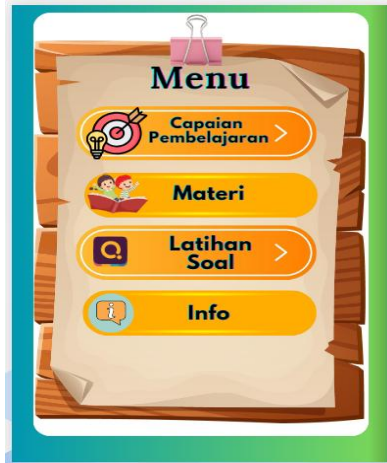 Menu
Capaian
Pembelajaran
Materi
Latihan
Soal
Info